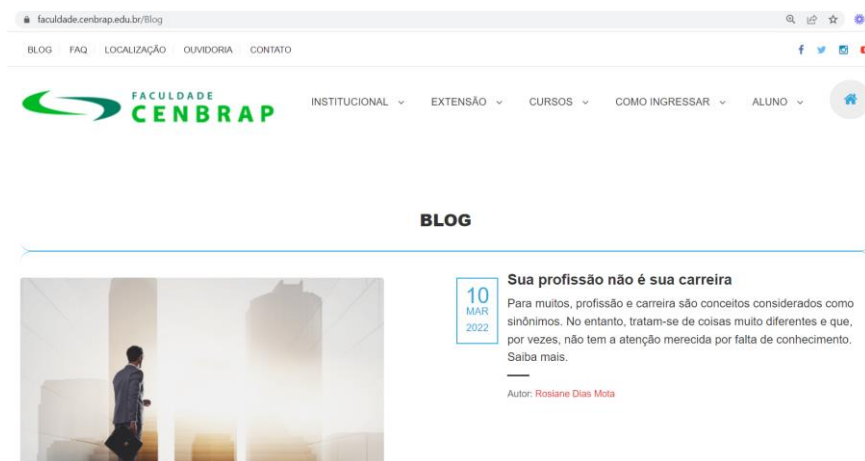 faculdade.cenbrap.edu.br/Blog
BLOG FAQ LOCALIZAÇÃO OUVIDORIA CONTATO
FACULDADE
CENBRAP
INSTITUCIONAL EXTENSÃO CURSOS COMO INGRESSAR ALUNO
BLOG
10
MAR
2022
Sua profissão não é sua carreira
Para muitos, profissão e carreira são conceitos considerados como
sinônimos. No entanto, tratam-se de coisas muito diferentes e que,
por vezes, não tem a atenção merecida por falta de conhecimento.
Saiba mais.
Autor: Rosiane Dias Mota